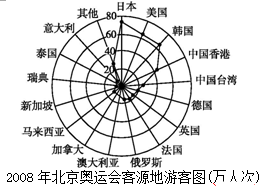 日本
美国
韩国
中国香港
中国台湾
德国
英国
法国
俄罗斯
澳大利亚
加拿大
马来西亚
新加坡
瑞典
泰国
意大利
其他
80
60
40
20
2008年北京奥运会客源地游客图(万人次)